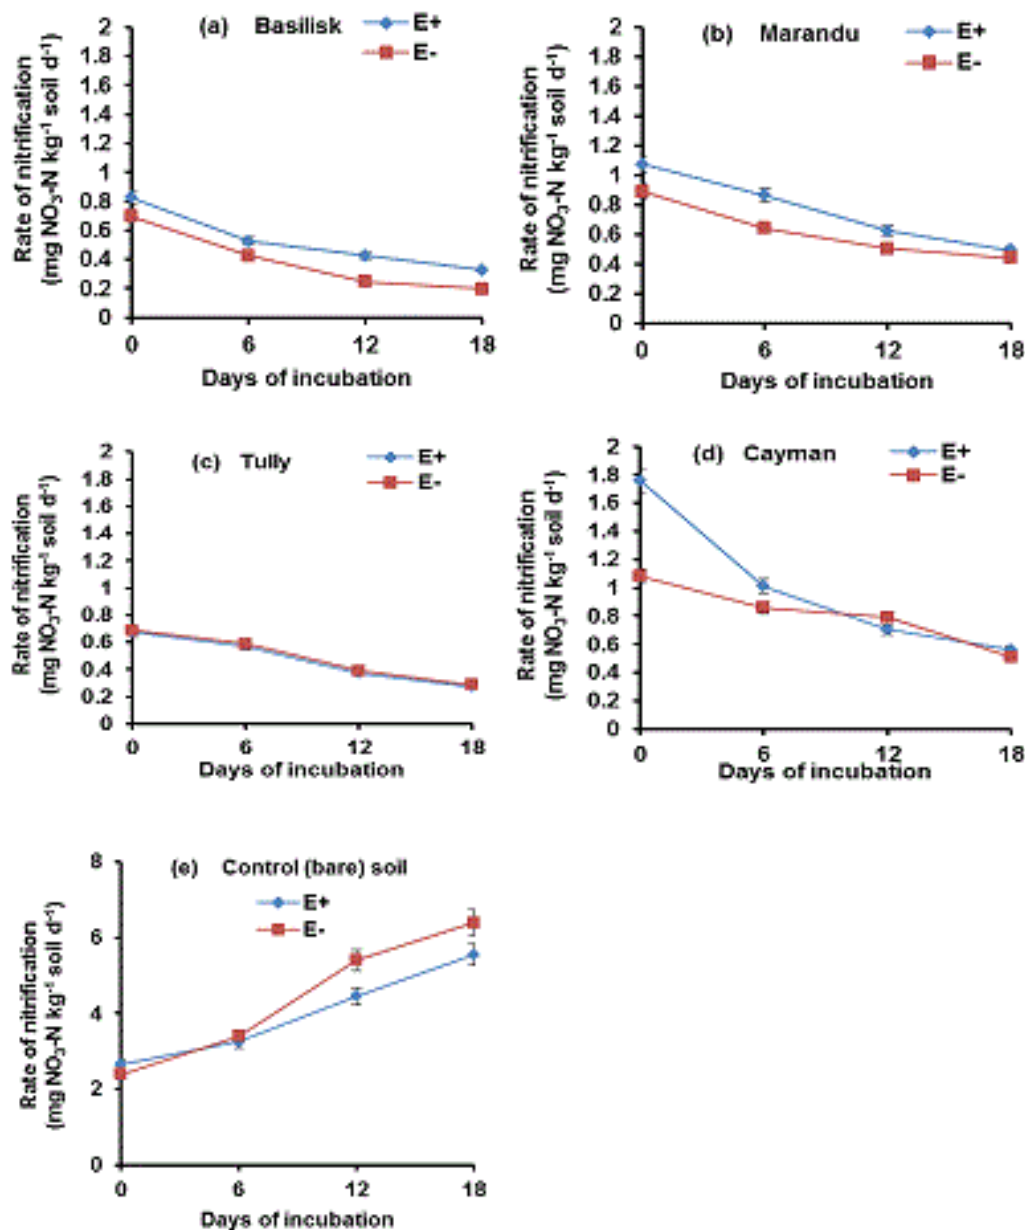 (a) Basilisk
E+
E-
Rate of nitrification
(mg NO₃-N kg⁻¹ soil d⁻¹)
2
1.8
1.6
1.4
1.2
1
0.8
0.6
0.4
0.2
0
0 6 12 18
Days of incubation
(b) Marandu
E+
E-
Rate of nitrification
(mg NO₃-N kg⁻¹ soil d⁻¹)
2
1.8
1.6
1.4
1.2
1
0.8
0.6
0.4
0.2
0
0 6 12 18
Days of incubation
(c) Tully
E+
E-
Rate of nitrification
(mg NO₃-N kg⁻¹ soil d⁻¹)
2
1.8
1.6
1.4
1.2
1
0.8
0.6
0.4
0.2
0
0 6 12 18
Days of incubation
(d) Cayman
E+
E-
Rate of nitrification
(mg NO₃-N kg⁻¹ soil d⁻¹)
2
1.8
1.6
1.4
1.2
1
0.8
0.6
0.4
0.2
0
0 6 12 18
Days of incubation
(e) Control (bare) soil
E+
E-
Rate of nitrification
(mg NO₃-N kg⁻¹ soil d⁻¹)
8
6
4
2
0
0 6 12 18
Days of incubation